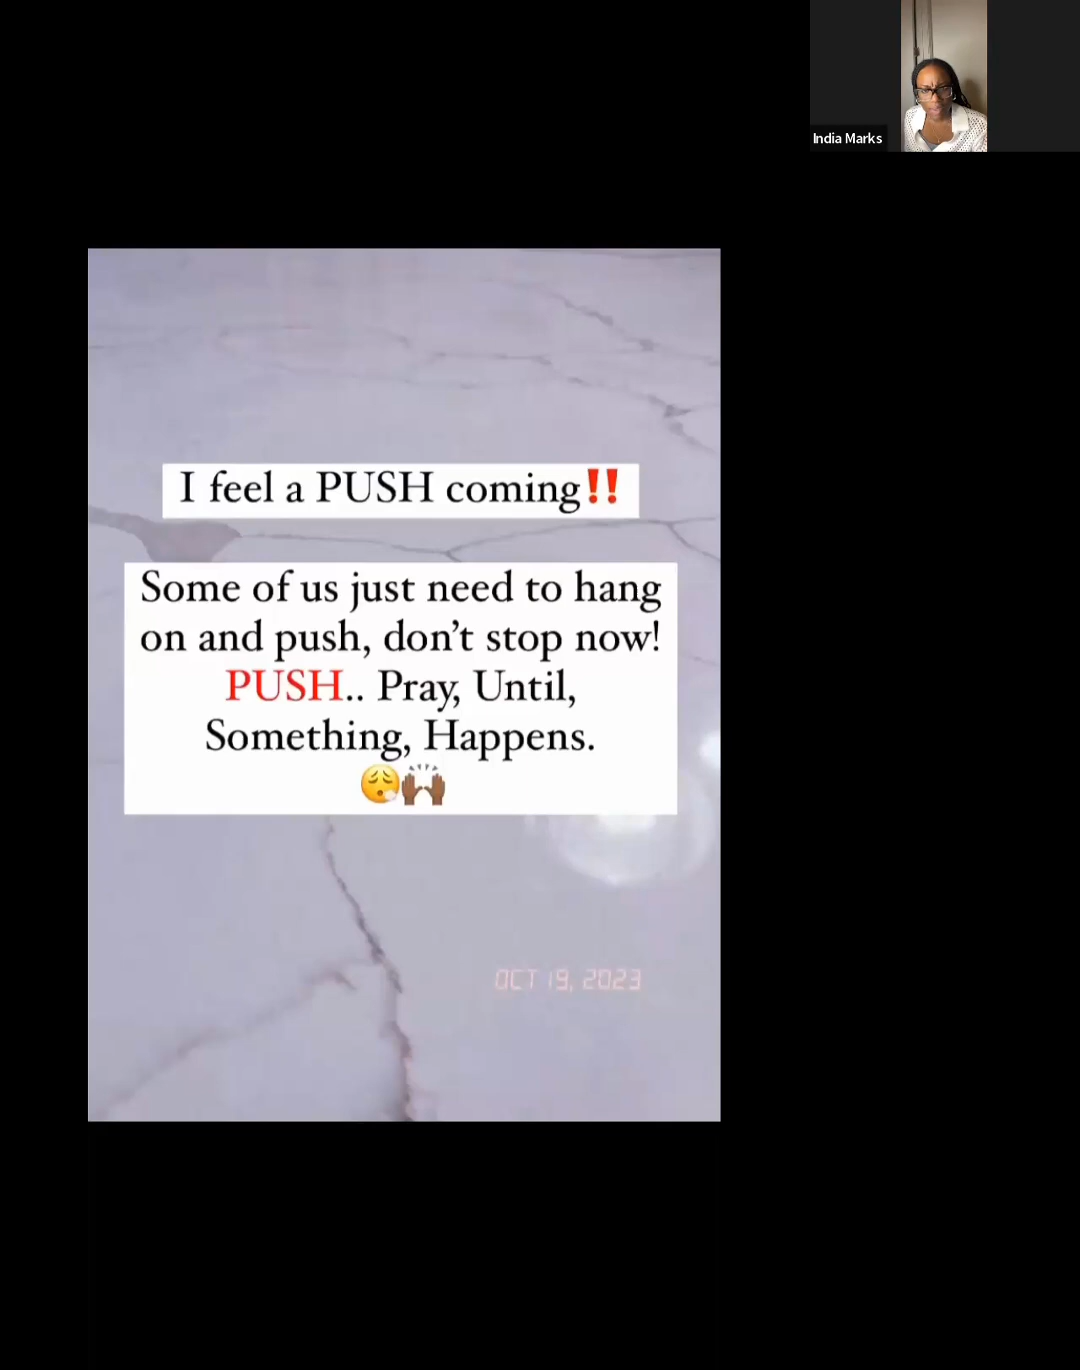 India Marks
I feel a PUSH coming‼️
Some of us just need to hang
on and push, don’t stop now!
PUSH.. Pray, Until,
Something, Happens.
😮‍💨🙌🏾
OCT 19, 2023